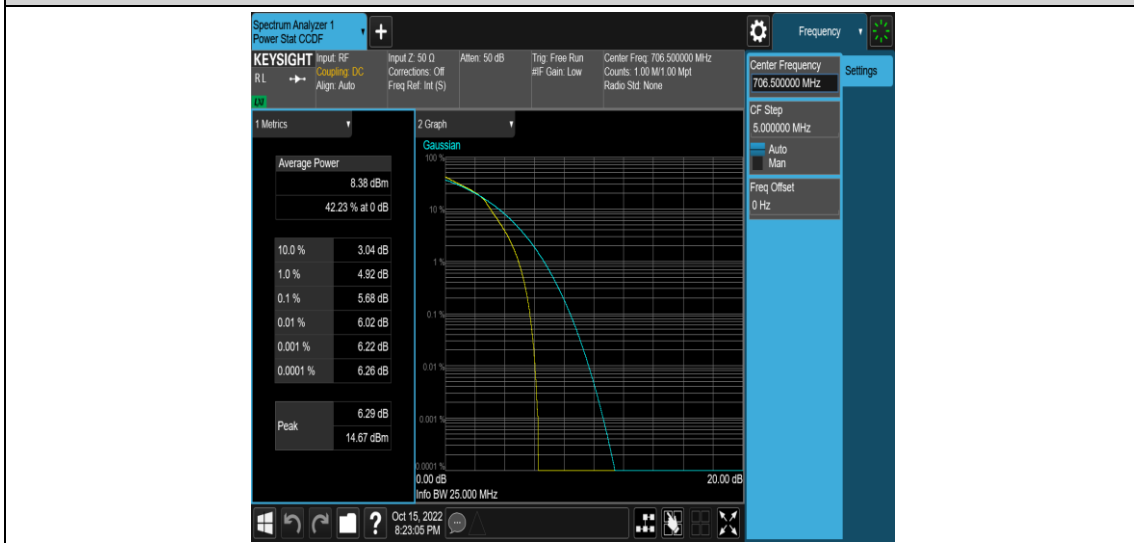 Spectrum Analyzer 1
Power Stat CCDF
+
Frequency
KEYSIGHT
RL
LXI
Input: RF
Coupling: DC
Align: Auto
Input Z: 50 Ω
Corrections: Off
Freq Ref: Int (S)
Atten: 50 dB
Trig: Free Run
#IF Gain: Low
Center Freq: 706.500000 MHz
Counts: 1.00 M/1.00 Mpt
Radio Std: None
Center Frequency
706.500000 MHz
Settings
CF Step
5.000000 MHz
Auto
Man
Freq Offset
0 Hz
1 Metrics
Average Power
8.38 dBm
42.23 % at 0 dB
10.0 % 3.04 dB
1.0 % 4.92 dB
0.1 % 5.68 dB
0.01 % 6.02 dB
0.001 % 6.22 dB
0.0001 % 6.26 dB
Peak 6.29 dB
14.67 dBm
2 Graph
Gaussian
100 %
10 %
1 %
0.1 %
0.01 %
0.001 %
0.0001 %
0.00 dB 20.00 dB
Info BW 25.000 MHz
?
Oct 15, 2022
8:23:05 PM